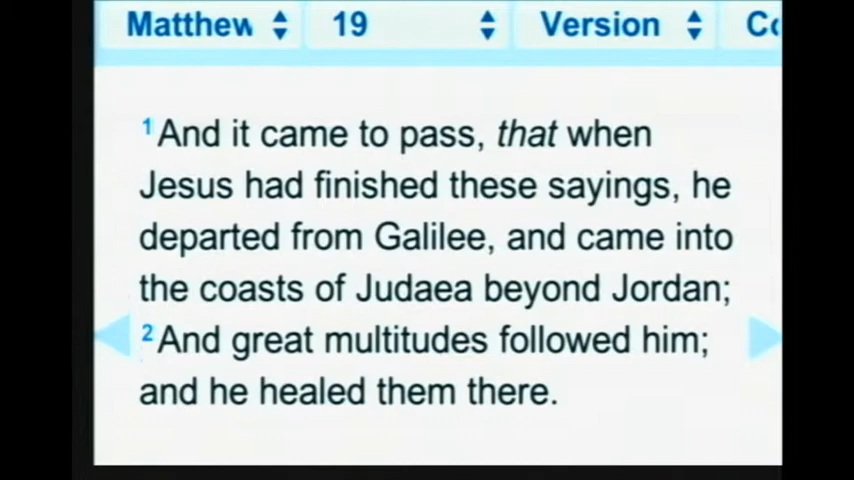 Matthew 19 Version
1 And it came to pass, that when
Jesus had finished these sayings, he
departed from Galilee, and came into
the coasts of Judaea beyond Jordan;
2 And great multitudes followed him;
and he healed them there.